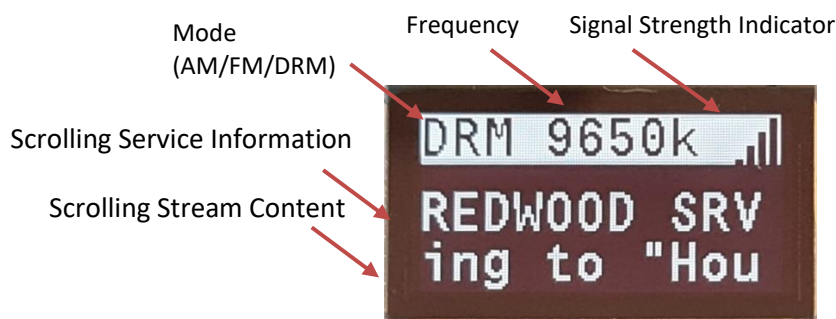 Mode
(AM/FM/DRM)
Frequency
Signal Strength Indicator
DRM 9650k
Scrolling Service Information
Scrolling Stream Content
REDWOOD SRV
ing to "Hou